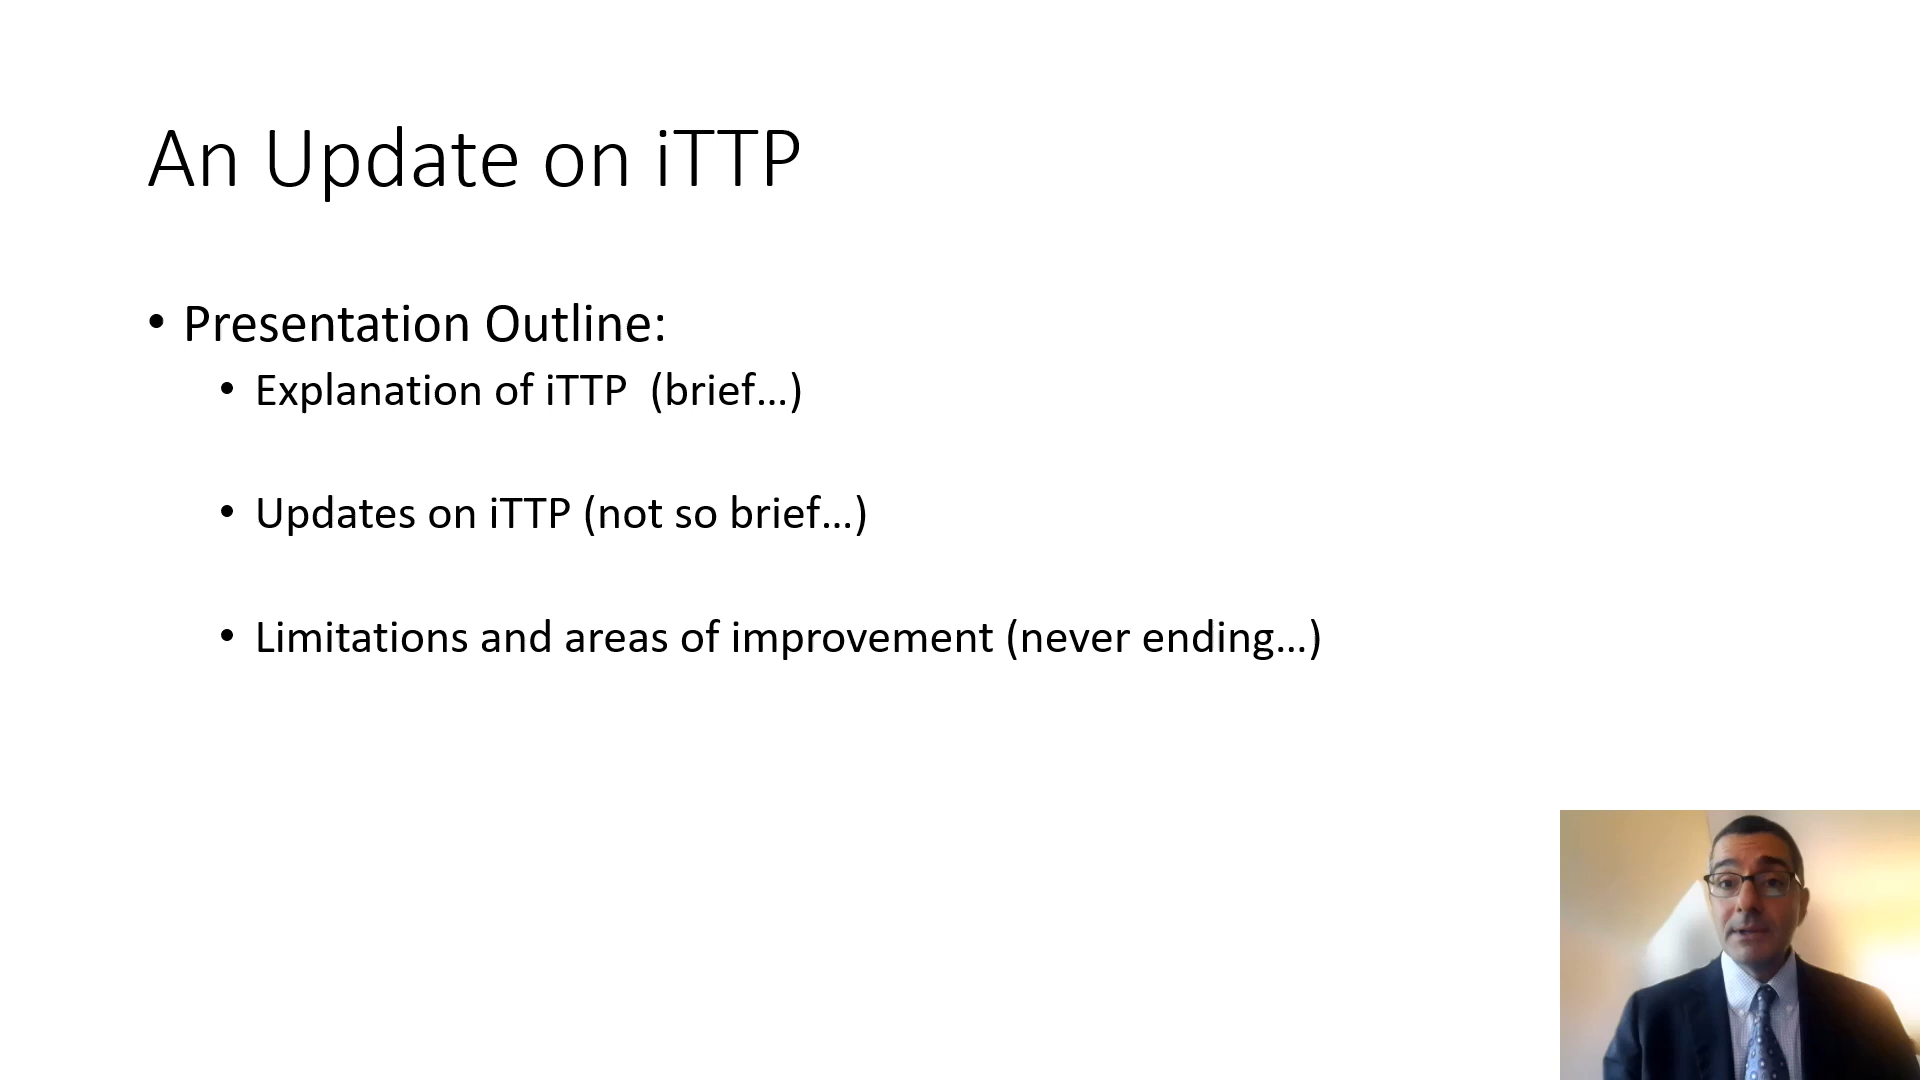 An Update on iTTP
• Presentation Outline:
• Explanation of iTTP  (brief...)
• Updates on iTTP (not so brief...)
• Limitations and areas of improvement (never ending...)